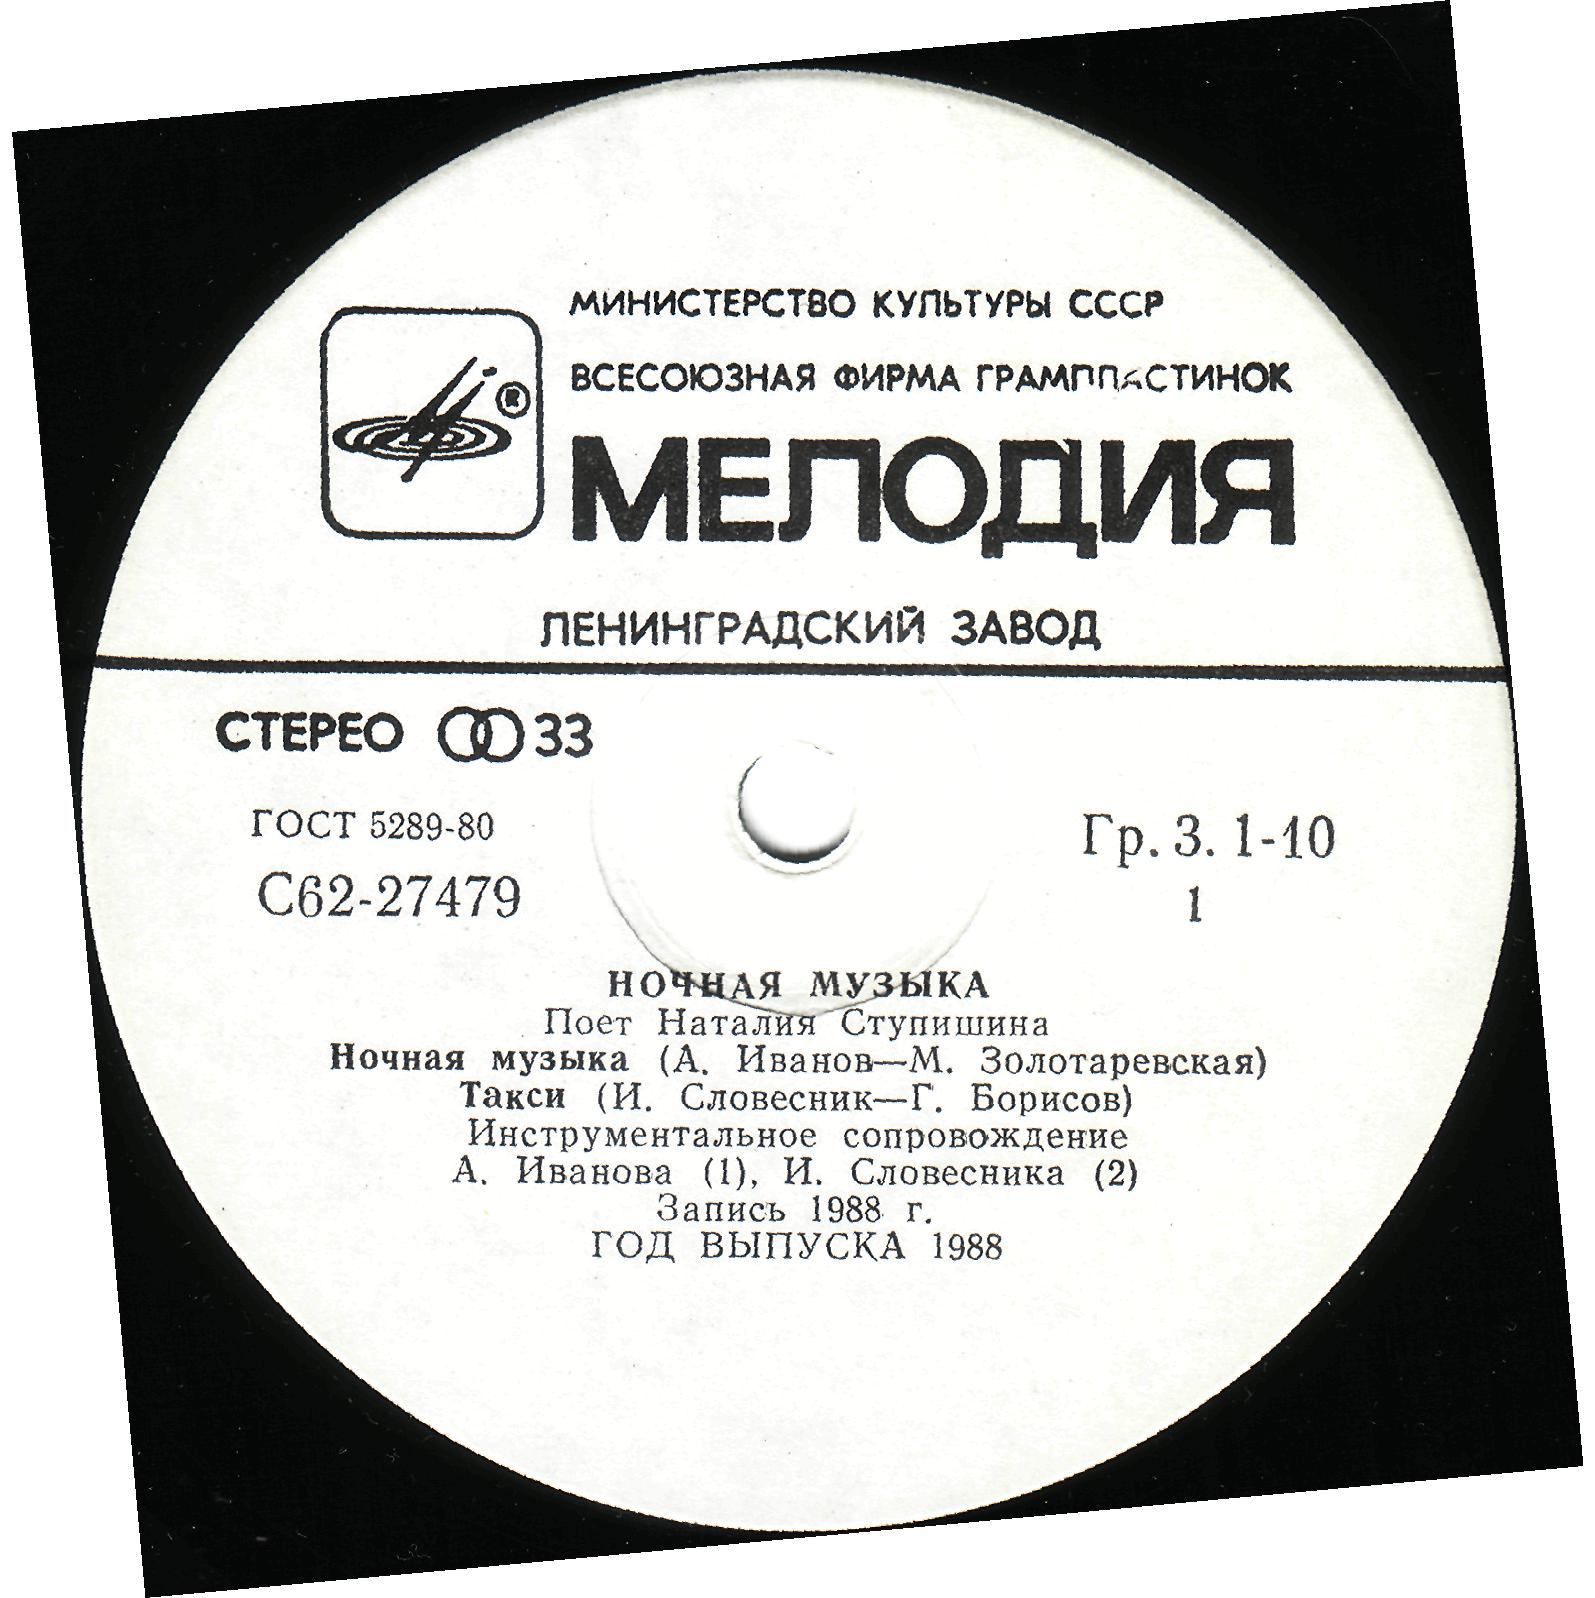 МИНИСТЕРСТВО КУЛЬТУРЫ СССР
ВСЕСОЮЗНАЯ ФИРМА ГРАМПЛАСТИНОК
®
МЕЛОДИЯ
ЛЕНИНГРАДСКИЙ ЗАВОД
СТЕРЕО 33
ГОСТ 5289-80
Гр. 3. 1-10
С62-27479
1
НОЧНАЯ МУЗЫКА
Поет Наталия Ступишина
Ночная музыка (А. Иванов—М. Золотаревская)
Такси (И. Словесник—Г. Борисов)
Инструментальное сопровождение
А. Иванова (1), И. Словесника (2)
Запись 1988 г.
ГОД ВЫПУСКА 1988